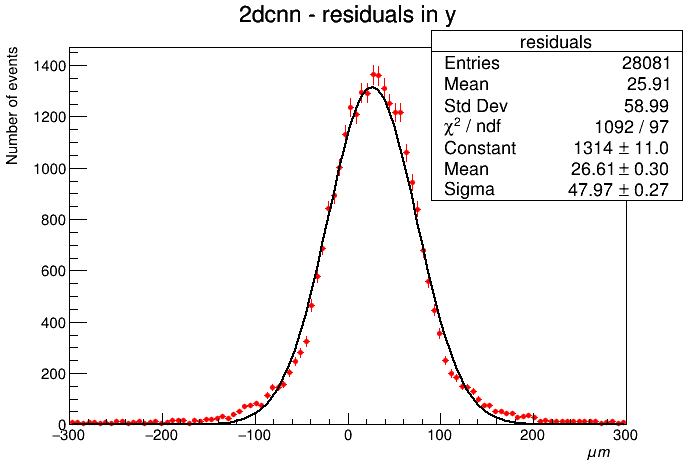 2dcnn - residuals in y
residuals
Entries 28081
Mean 25.91
Std Dev 58.99
χ² / ndf 1092 / 97
Constant 1314 ± 11.0
Mean 26.61 ± 0.30
Sigma 47.97 ± 0.27
Number of events
1400
1200
1000
800
600
400
200
0
−300 −200 −100 0 100 200 300
μm